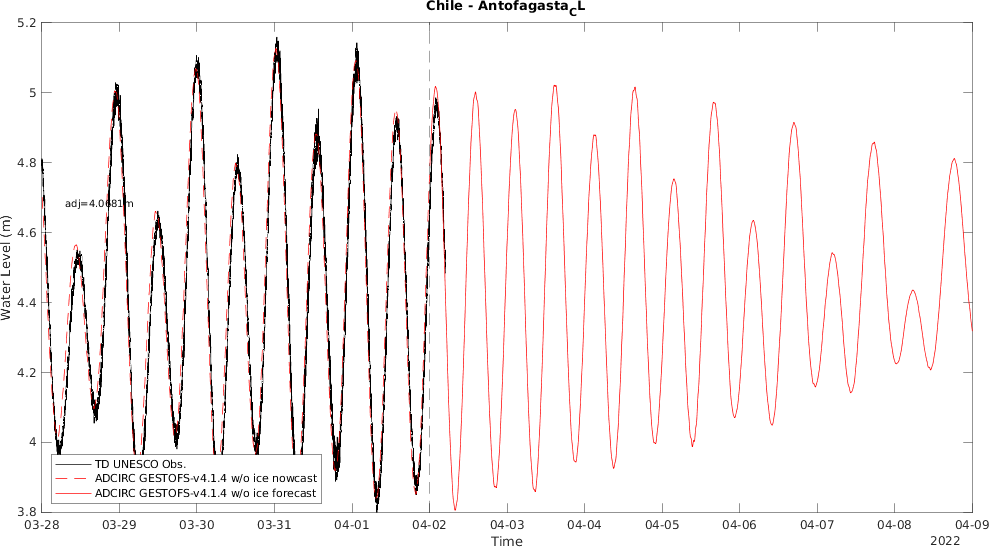 Chile - Antofagasta_CL
5.2
5
4.8
4.6
4.4
4.2
4
3.8
Water Level (m)
adj=4.0681m
TD UNESCO Obs.
ADCIRC GESTOFS-v4.1.4 w/o ice nowcast
ADCIRC GESTOFS-v4.1.4 w/o ice forecast
03-28 03-29 03-30 03-31 04-01 04-02 04-03 04-04 04-05 04-06 04-07 04-08 04-09
Time
2022